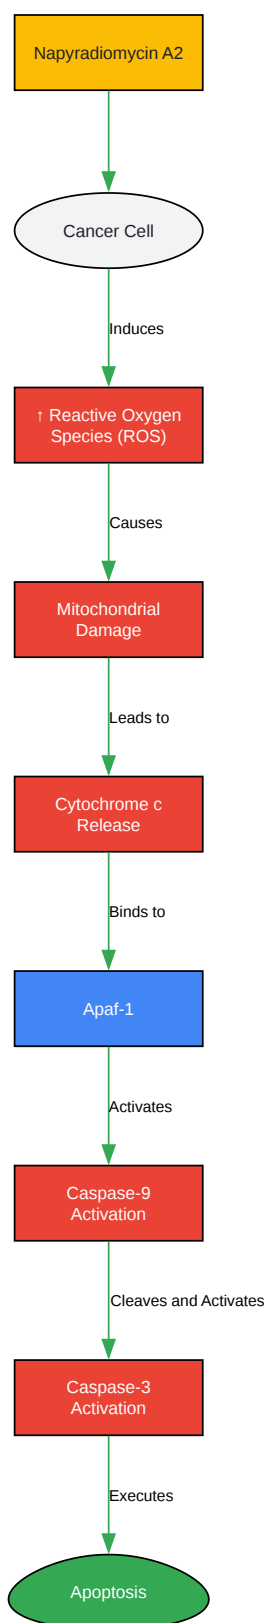 Napyradiomycin A2
Cancer Cell
Induces
↑ Reactive Oxygen
Species (ROS)
Causes
Mitochondrial
Damage
Leads to
Cytochrome c
Release
Binds to
Apaf-1
Activates
Caspase-9
Activation
Cleaves and Activates
Caspase-3
Activation
Executes
Apoptosis